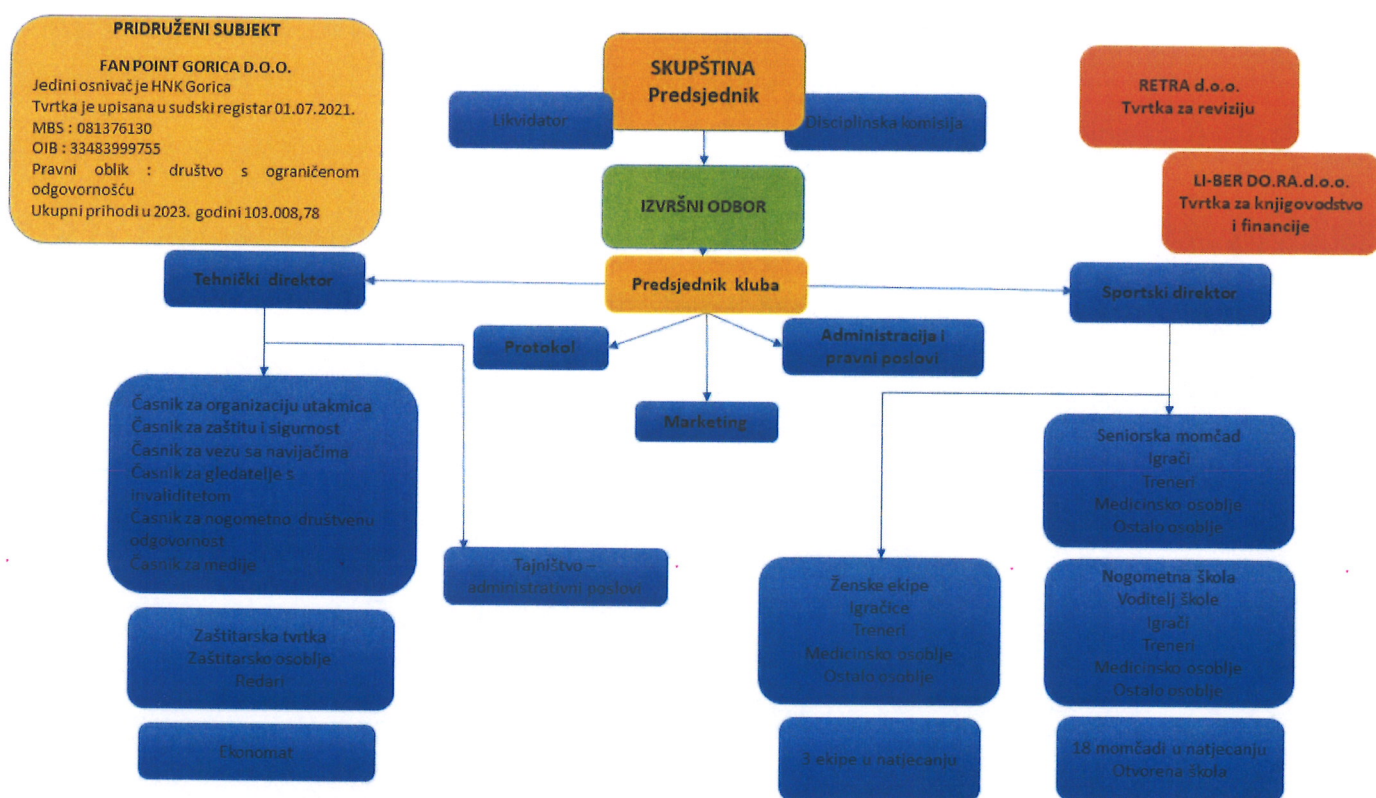 PRIDRUŽENI SUBJEKT
FAN POINT GORICA D.O.O.
Jedini osnivač je HNK Gorica
Tvrtka je upisana u sudski registar 01.07.2021.
MBS : 081376130
OIB : 33483999755
Pravni oblik : društvo s ograničenom
odgovornošću
Ukupni prihodi u 2023. godini 103.008,78
SKUPŠTINA
Predsjednik
Likvidator
Disciplinska komisija
RETRA d.o.o.
Tvrtka za reviziju
LI-BER DO.RA.d.o.o.
Tvrtka za knjigovodstvo
i financije
IZVRŠNI ODBOR
Tehnički direktor
Predsjednik kluba
Sportski direktor
Protokol
Administracija i
pravni poslovi
Marketing
Časnik za organizaciju utakmica
Časnik za zaštitu i sigurnost
Časnik za vezu sa navijačima
Časnik za gledatelje s
invaliditetom
Časnik za nogometno društvenu
odgovornost
Časnik za medije
Tajništvo –
administrativni poslovi
Zaštitarska tvrtka
Zaštitarsko osoblje
Redari
Ekonomat
Seniorska momčad
Igrači
Treneri
Medicinsko osoblje
Ostalo osoblje
Ženske ekipe
Igračice
Treneri
Medicinsko osoblje
Ostalo osoblje
Nogometna škola
Voditelj škole
Igrači
Treneri
Medicinsko osoblje
Ostalo osoblje
3 ekipe u natjecanju
18 momčadi u natjecanju
Otvorena škola